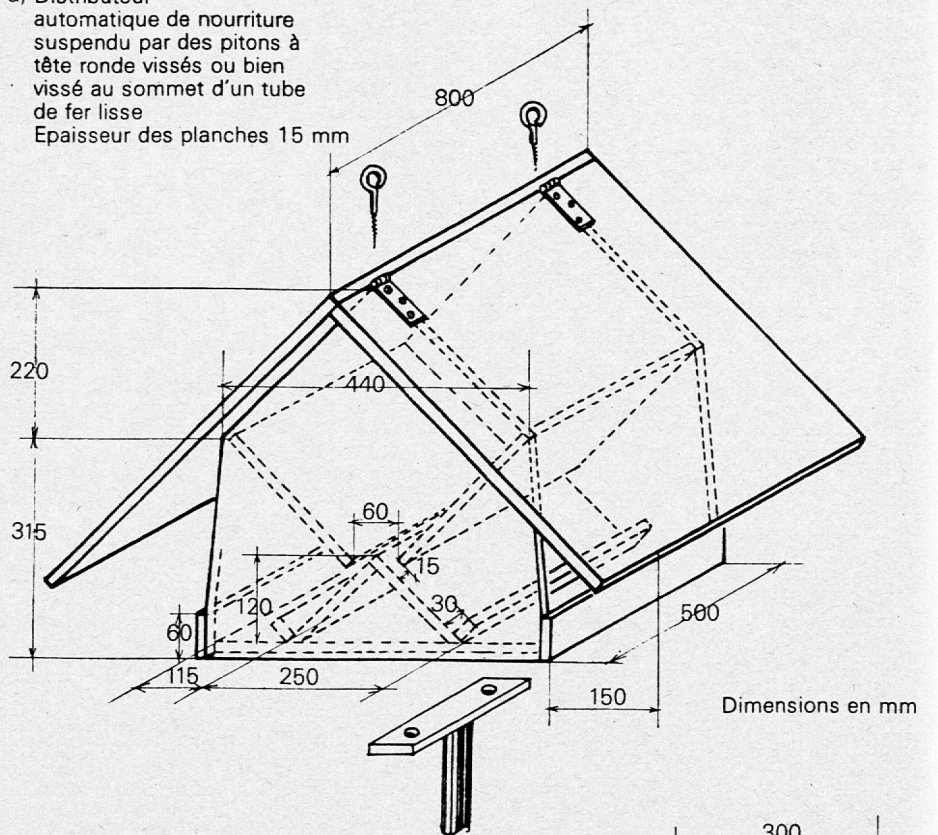 a) Distributeur
automatique de nourriture
suspendu par des pitons à
tête ronde vissés ou bien
vissé au sommet d'un tube
de fer lisse
Epaisseur des planches 15 mm
800
220
440
315
60
15
120
30
60
500
115
250
150
Dimensions en mm
300